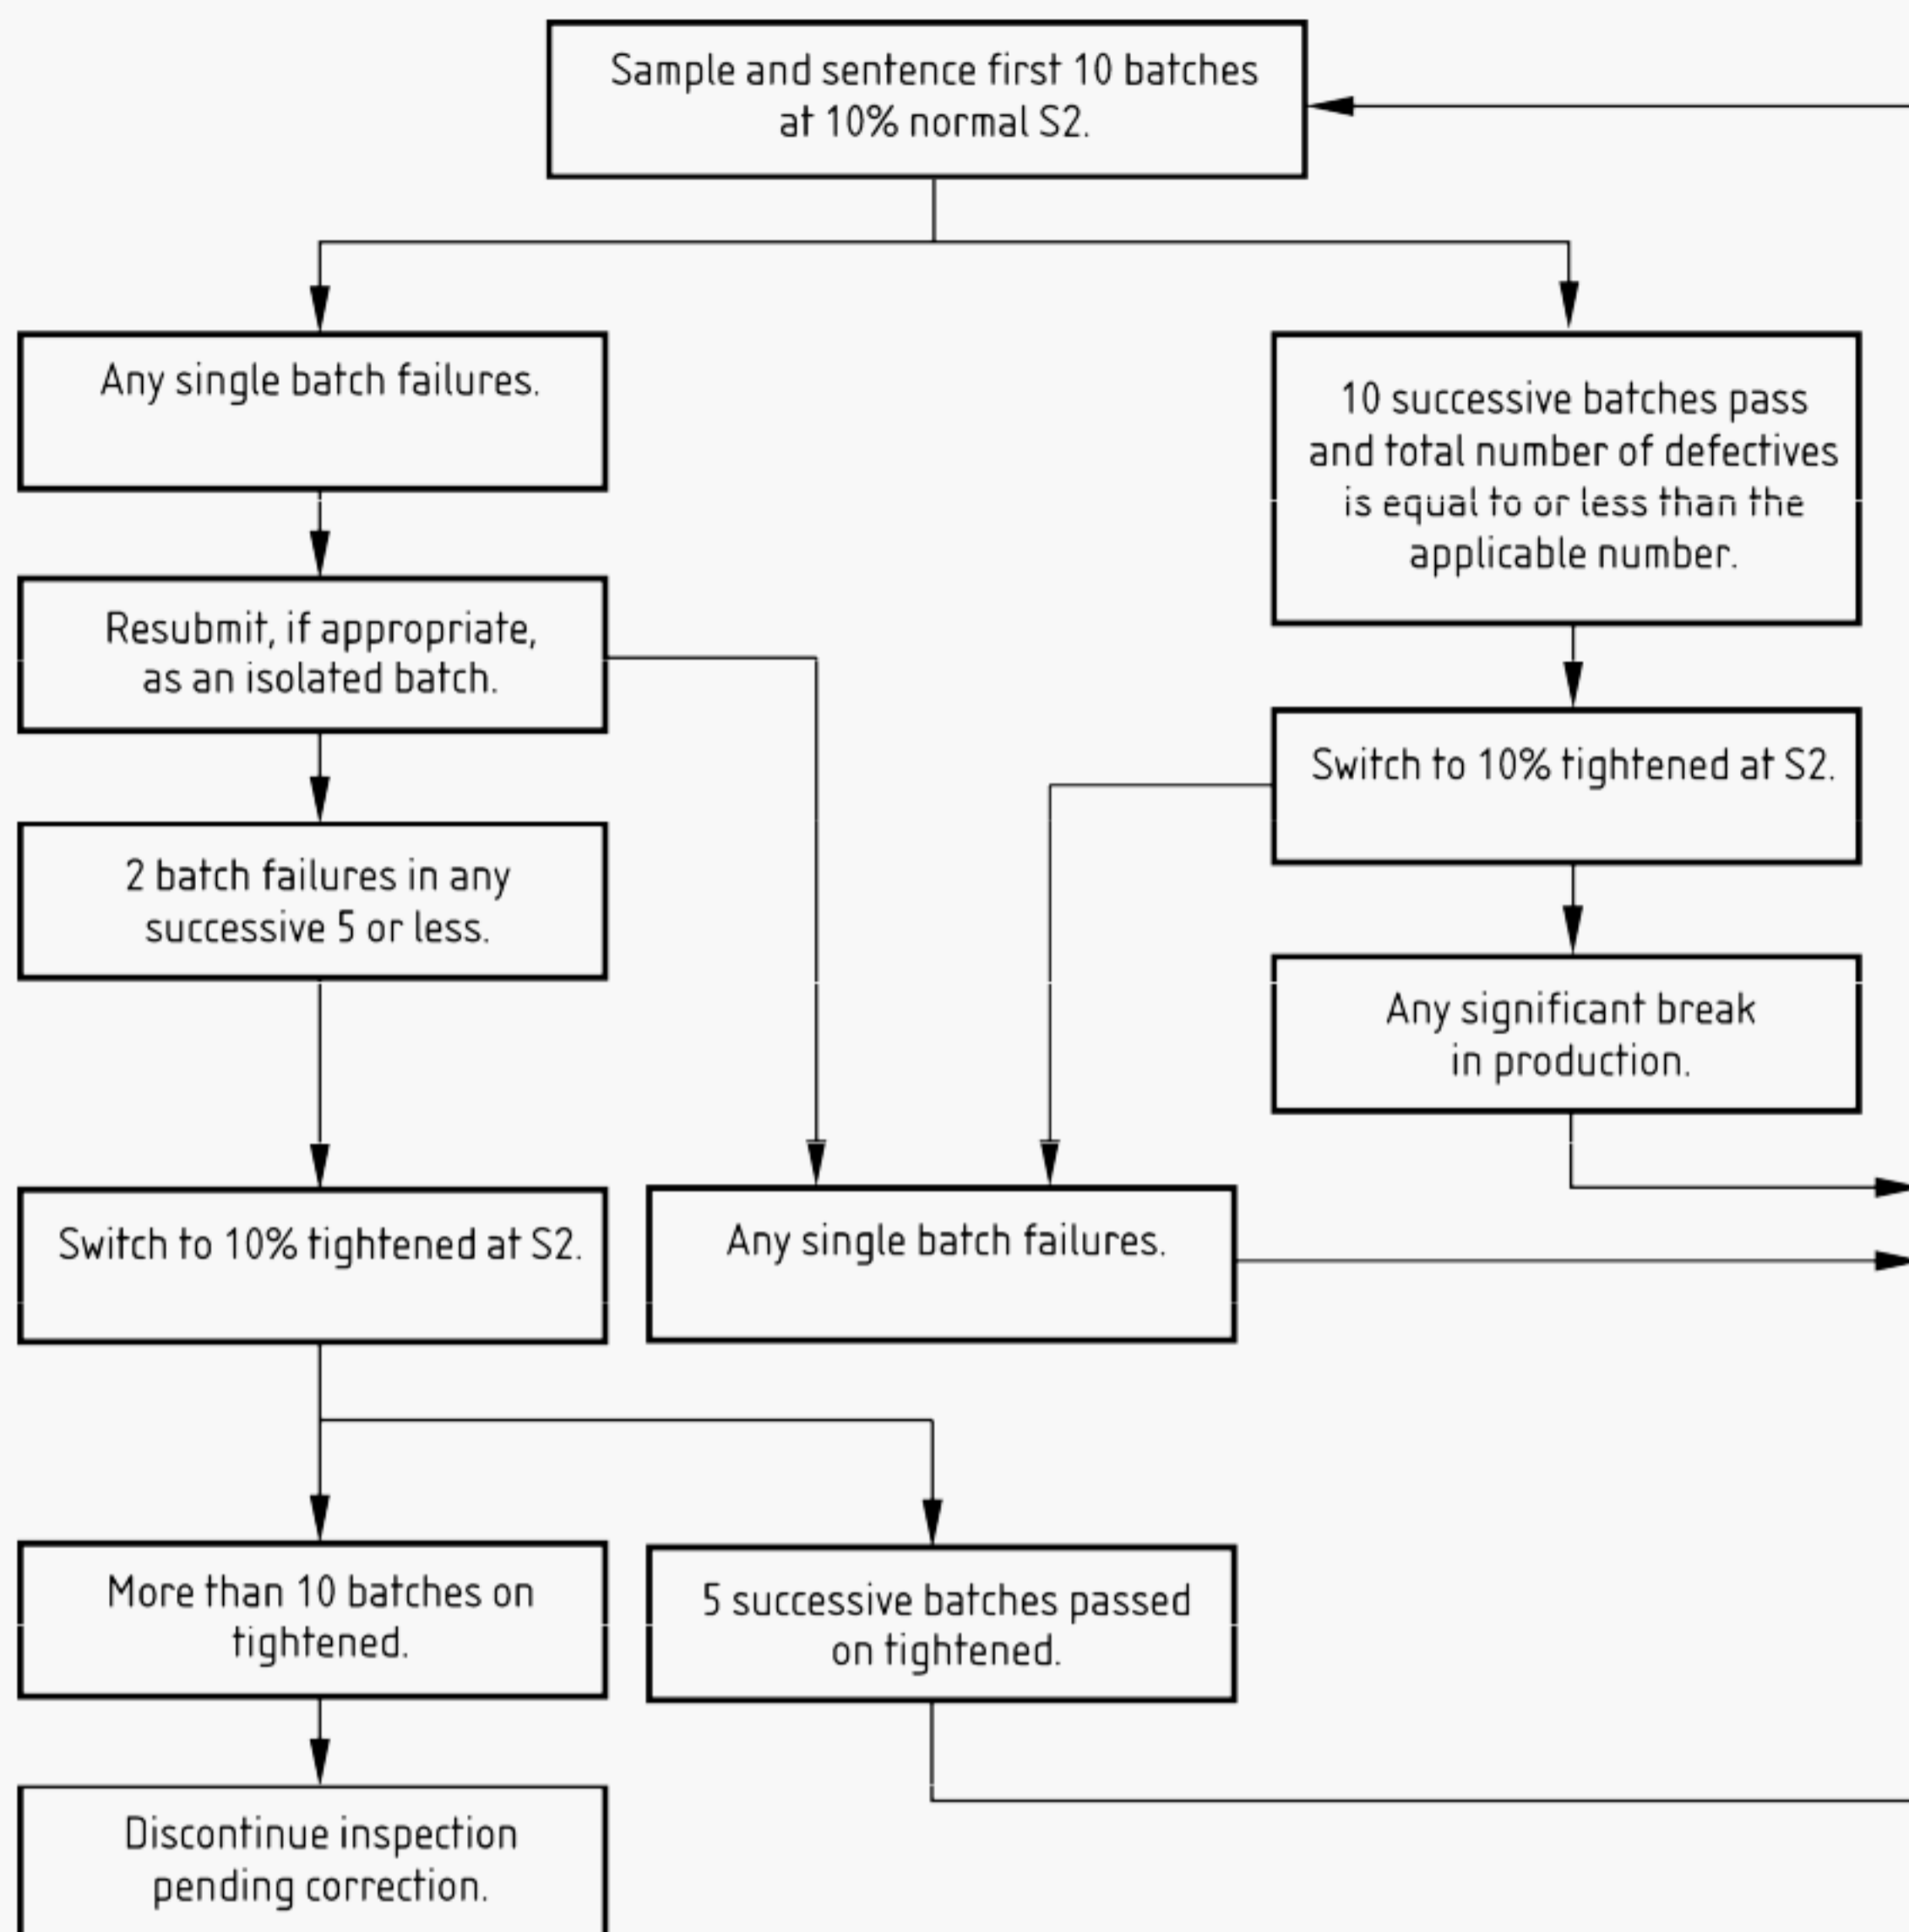 Sample and sentence first 10 batches
at 10% normal S2.
Any single batch failures.
10 successive batches pass
and total number of defectives
is equal to or less than the
applicable number.
Resubmit, if appropriate,
as an isolated batch.
Switch to 10% tightened at S2.
2 batch failures in any
successive 5 or less.
Any significant break
in production.
Switch to 10% tightened at S2.
Any single batch failures.
More than 10 batches on
tightened.
5 successive batches passed
on tightened.
Discontinue inspection
pending correction.